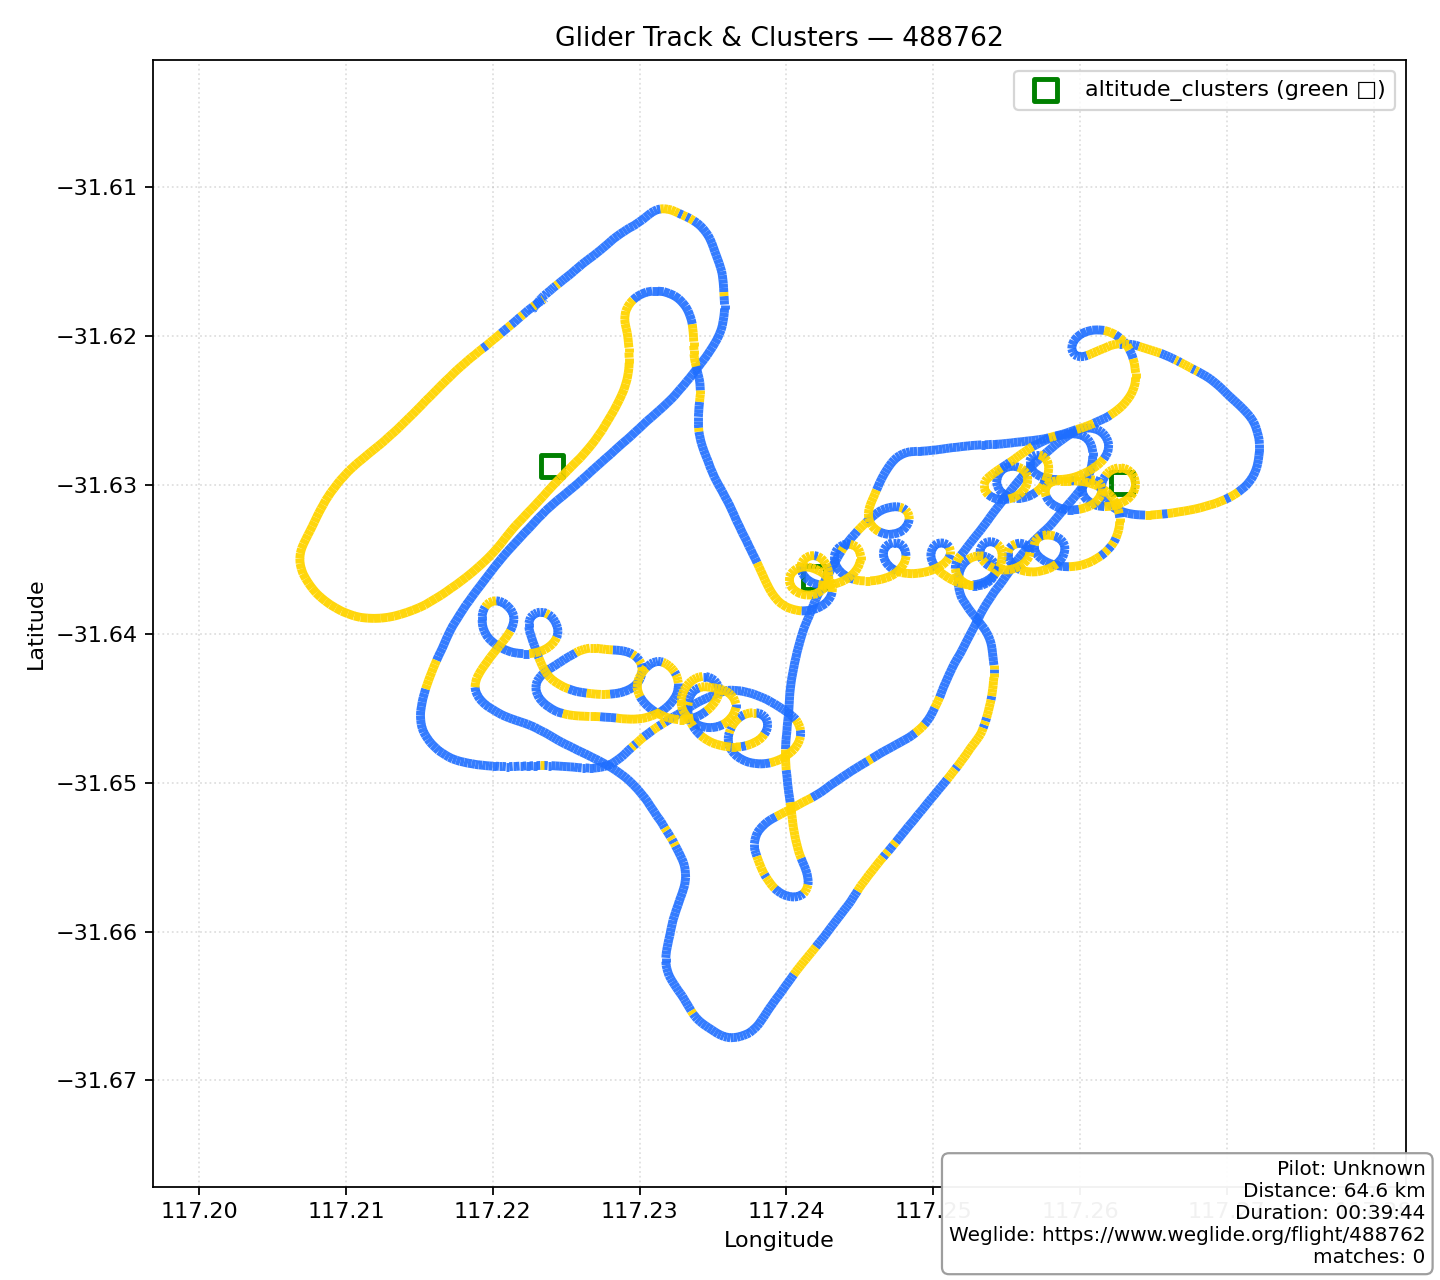 Glider Track & Clusters — 488762
altitude_clusters (green □)
−31.61
−31.62
−31.63
−31.64
−31.65
−31.66
−31.67
Latitude
117.20
117.21
117.22
117.23
117.24
117.25
117.26
Longitude
Pilot: Unknown
Distance: 64.6 km
Duration: 00:39:44
Weglide: https://www.weglide.org/flight/488762
matches: 0